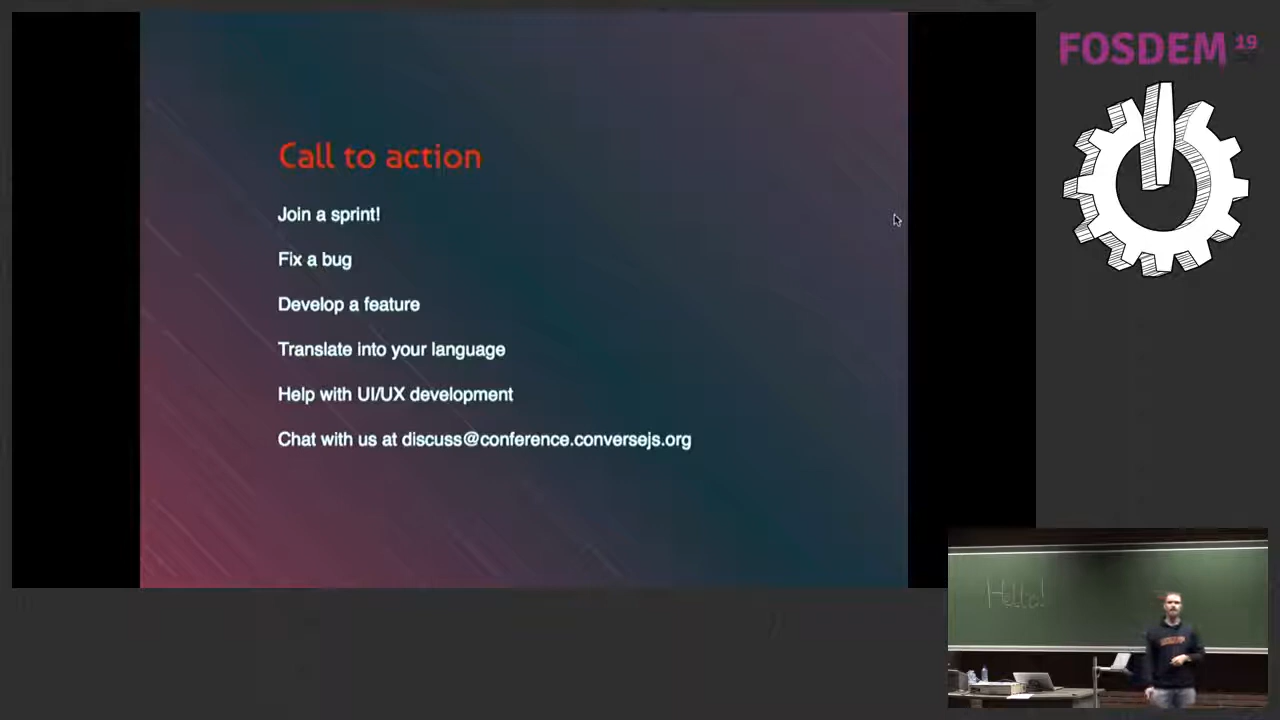 FOSDEM 19
Call to action
Join a sprint!
Fix a bug
Develop a feature
Translate into your language
Help with UI/UX development
Chat with us at discuss@conference.conversejs.org
Hello!